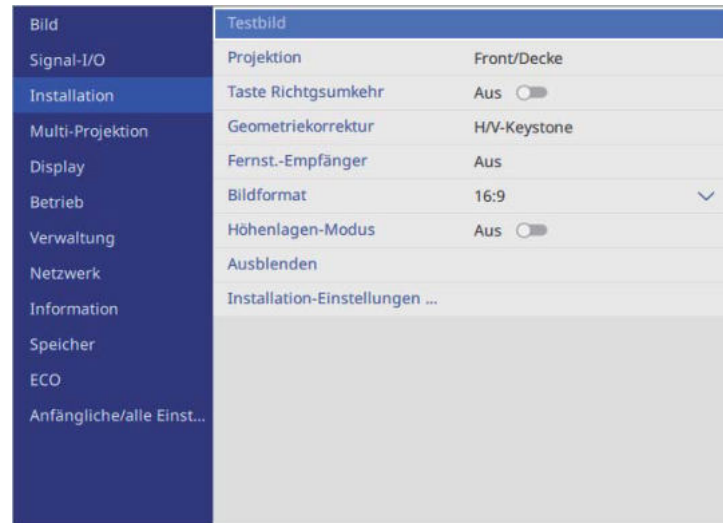 Bild
Signal-I/O
Installation
Multi-Projektion
Display
Betrieb
Verwaltung
Netzwerk
Information
Speicher
ECO
Anfängliche/alle Einst...
Testbild
Projektion Front/Decke
Taste Richtgsumkehr Aus
Geometriekorrektur H/V-Keystone
Fernst.-Empfänger Aus
Bildformat 16:9
Höhenlagen-Modus Aus
Ausblenden
Installation-Einstellungen ...